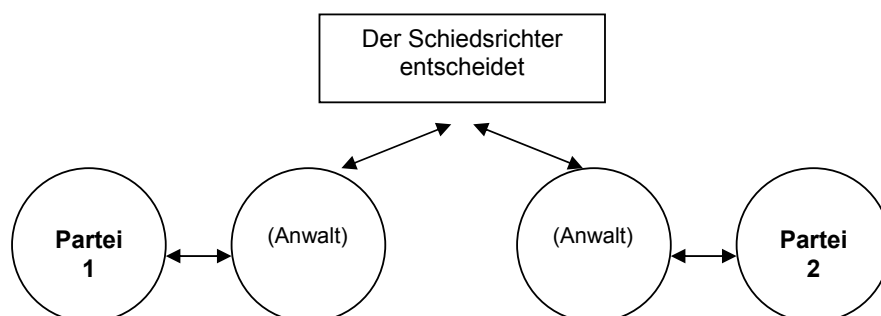 Der Schiedsrichter
entscheidet
Partei
1
(Anwalt)
(Anwalt)
Partei
2